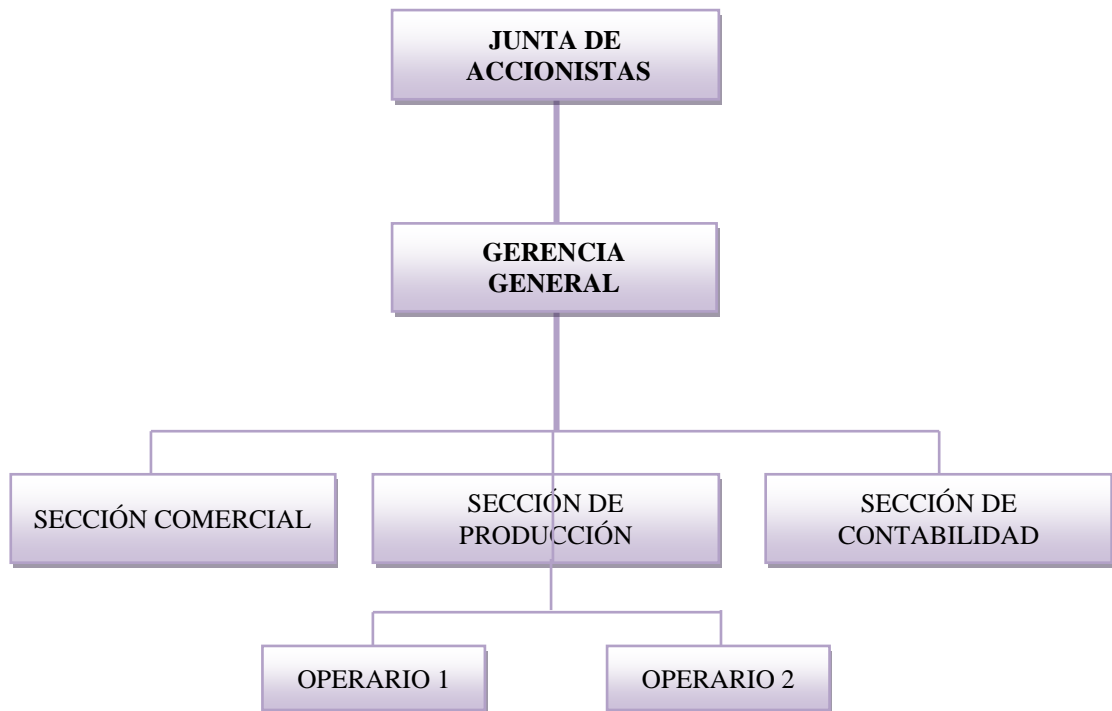 JUNTA DE
ACCIONISTAS
GERENCIA
GENERAL
SECCIÓN COMERCIAL
SECCIÓN DE
PRODUCCIÓN
SECCIÓN DE
CONTABILIDAD
OPERARIO 1
OPERARIO 2